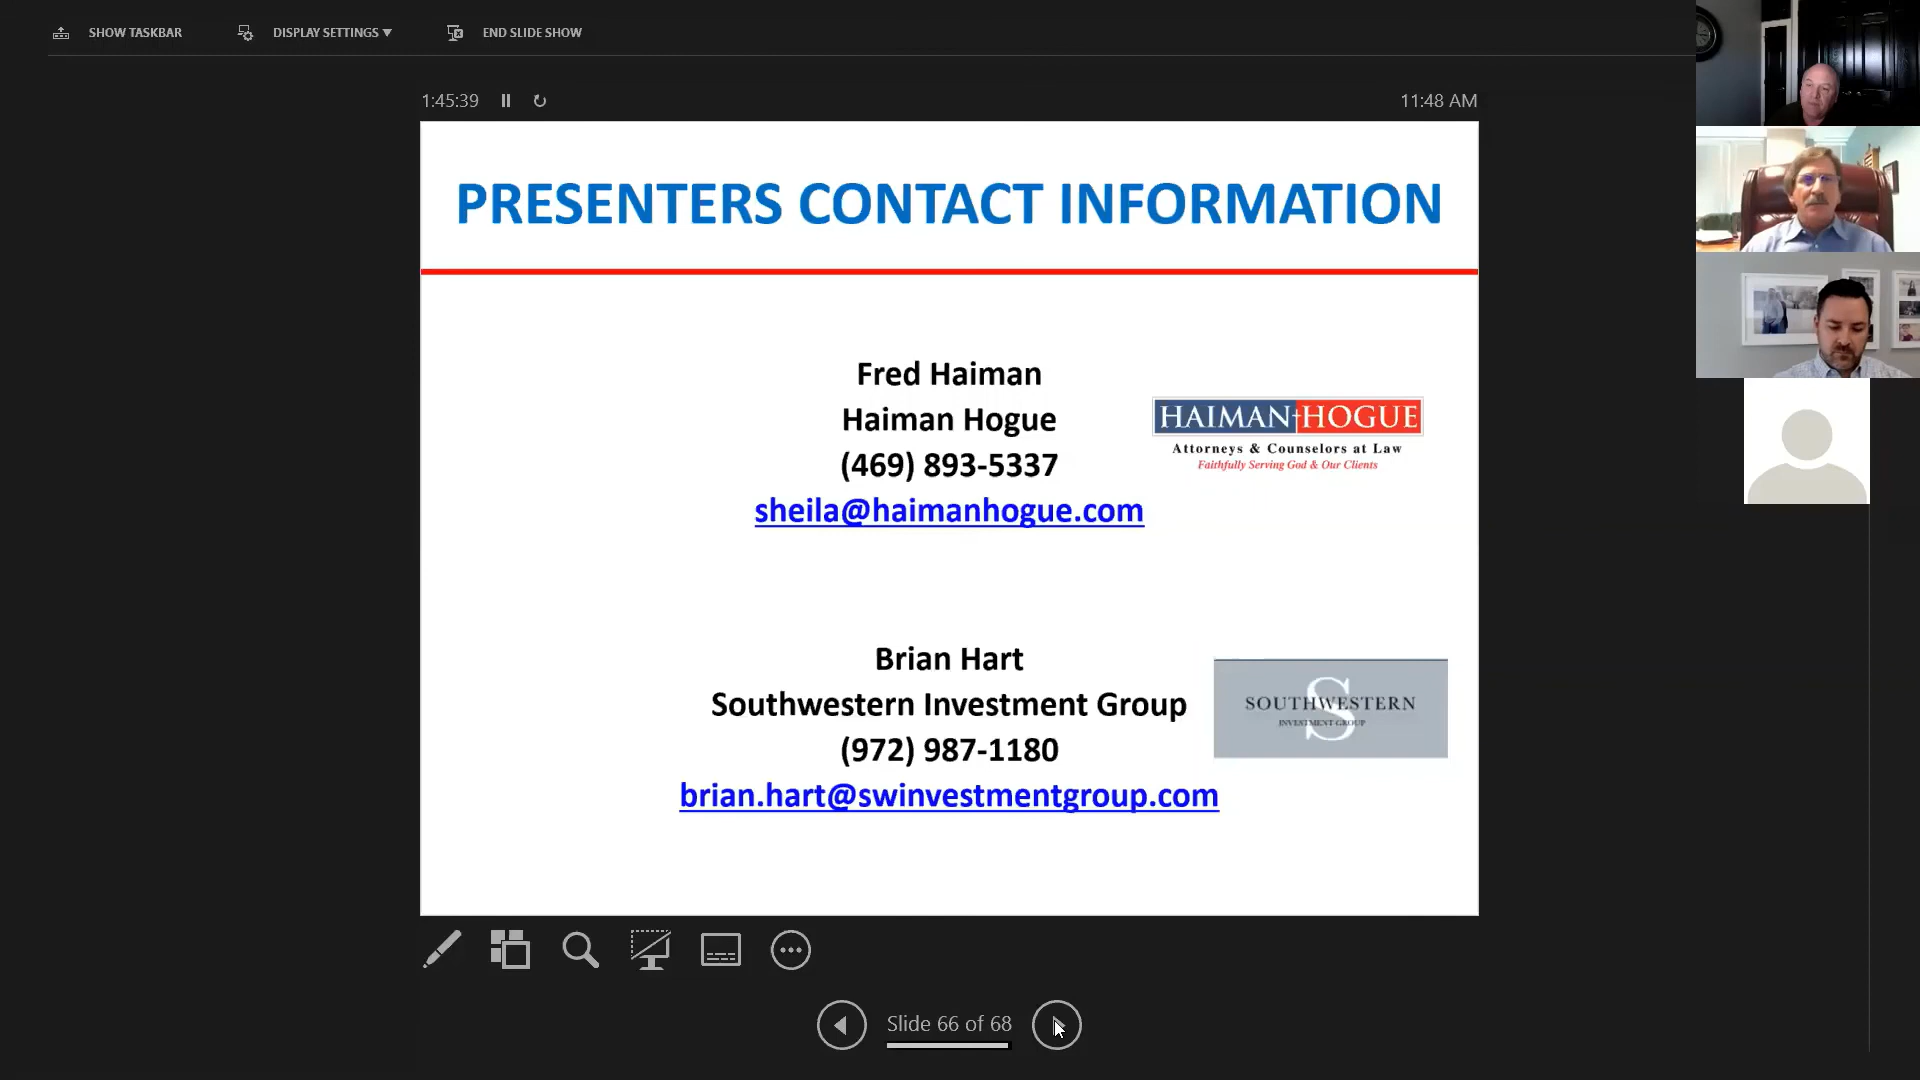 SHOW TASKBAR
DISPLAY SETTINGS
END SLIDE SHOW
1:45:39
11:48 AM
PRESENTERS CONTACT INFORMATION
Fred Haiman
Haiman Hogue
(469) 893-5337
sheila@haimanhogue.com
HAIMAN+HOGUE
Attorneys & Counselors at Law
Faithfully Serving God & Our Clients
Brian Hart
Southwestern Investment Group
(972) 987-1180
brian.hart@swinvestmentgroup.com
S
SOUTHWESTERN
INVESTMENT GROUP
Slide 66 of 68